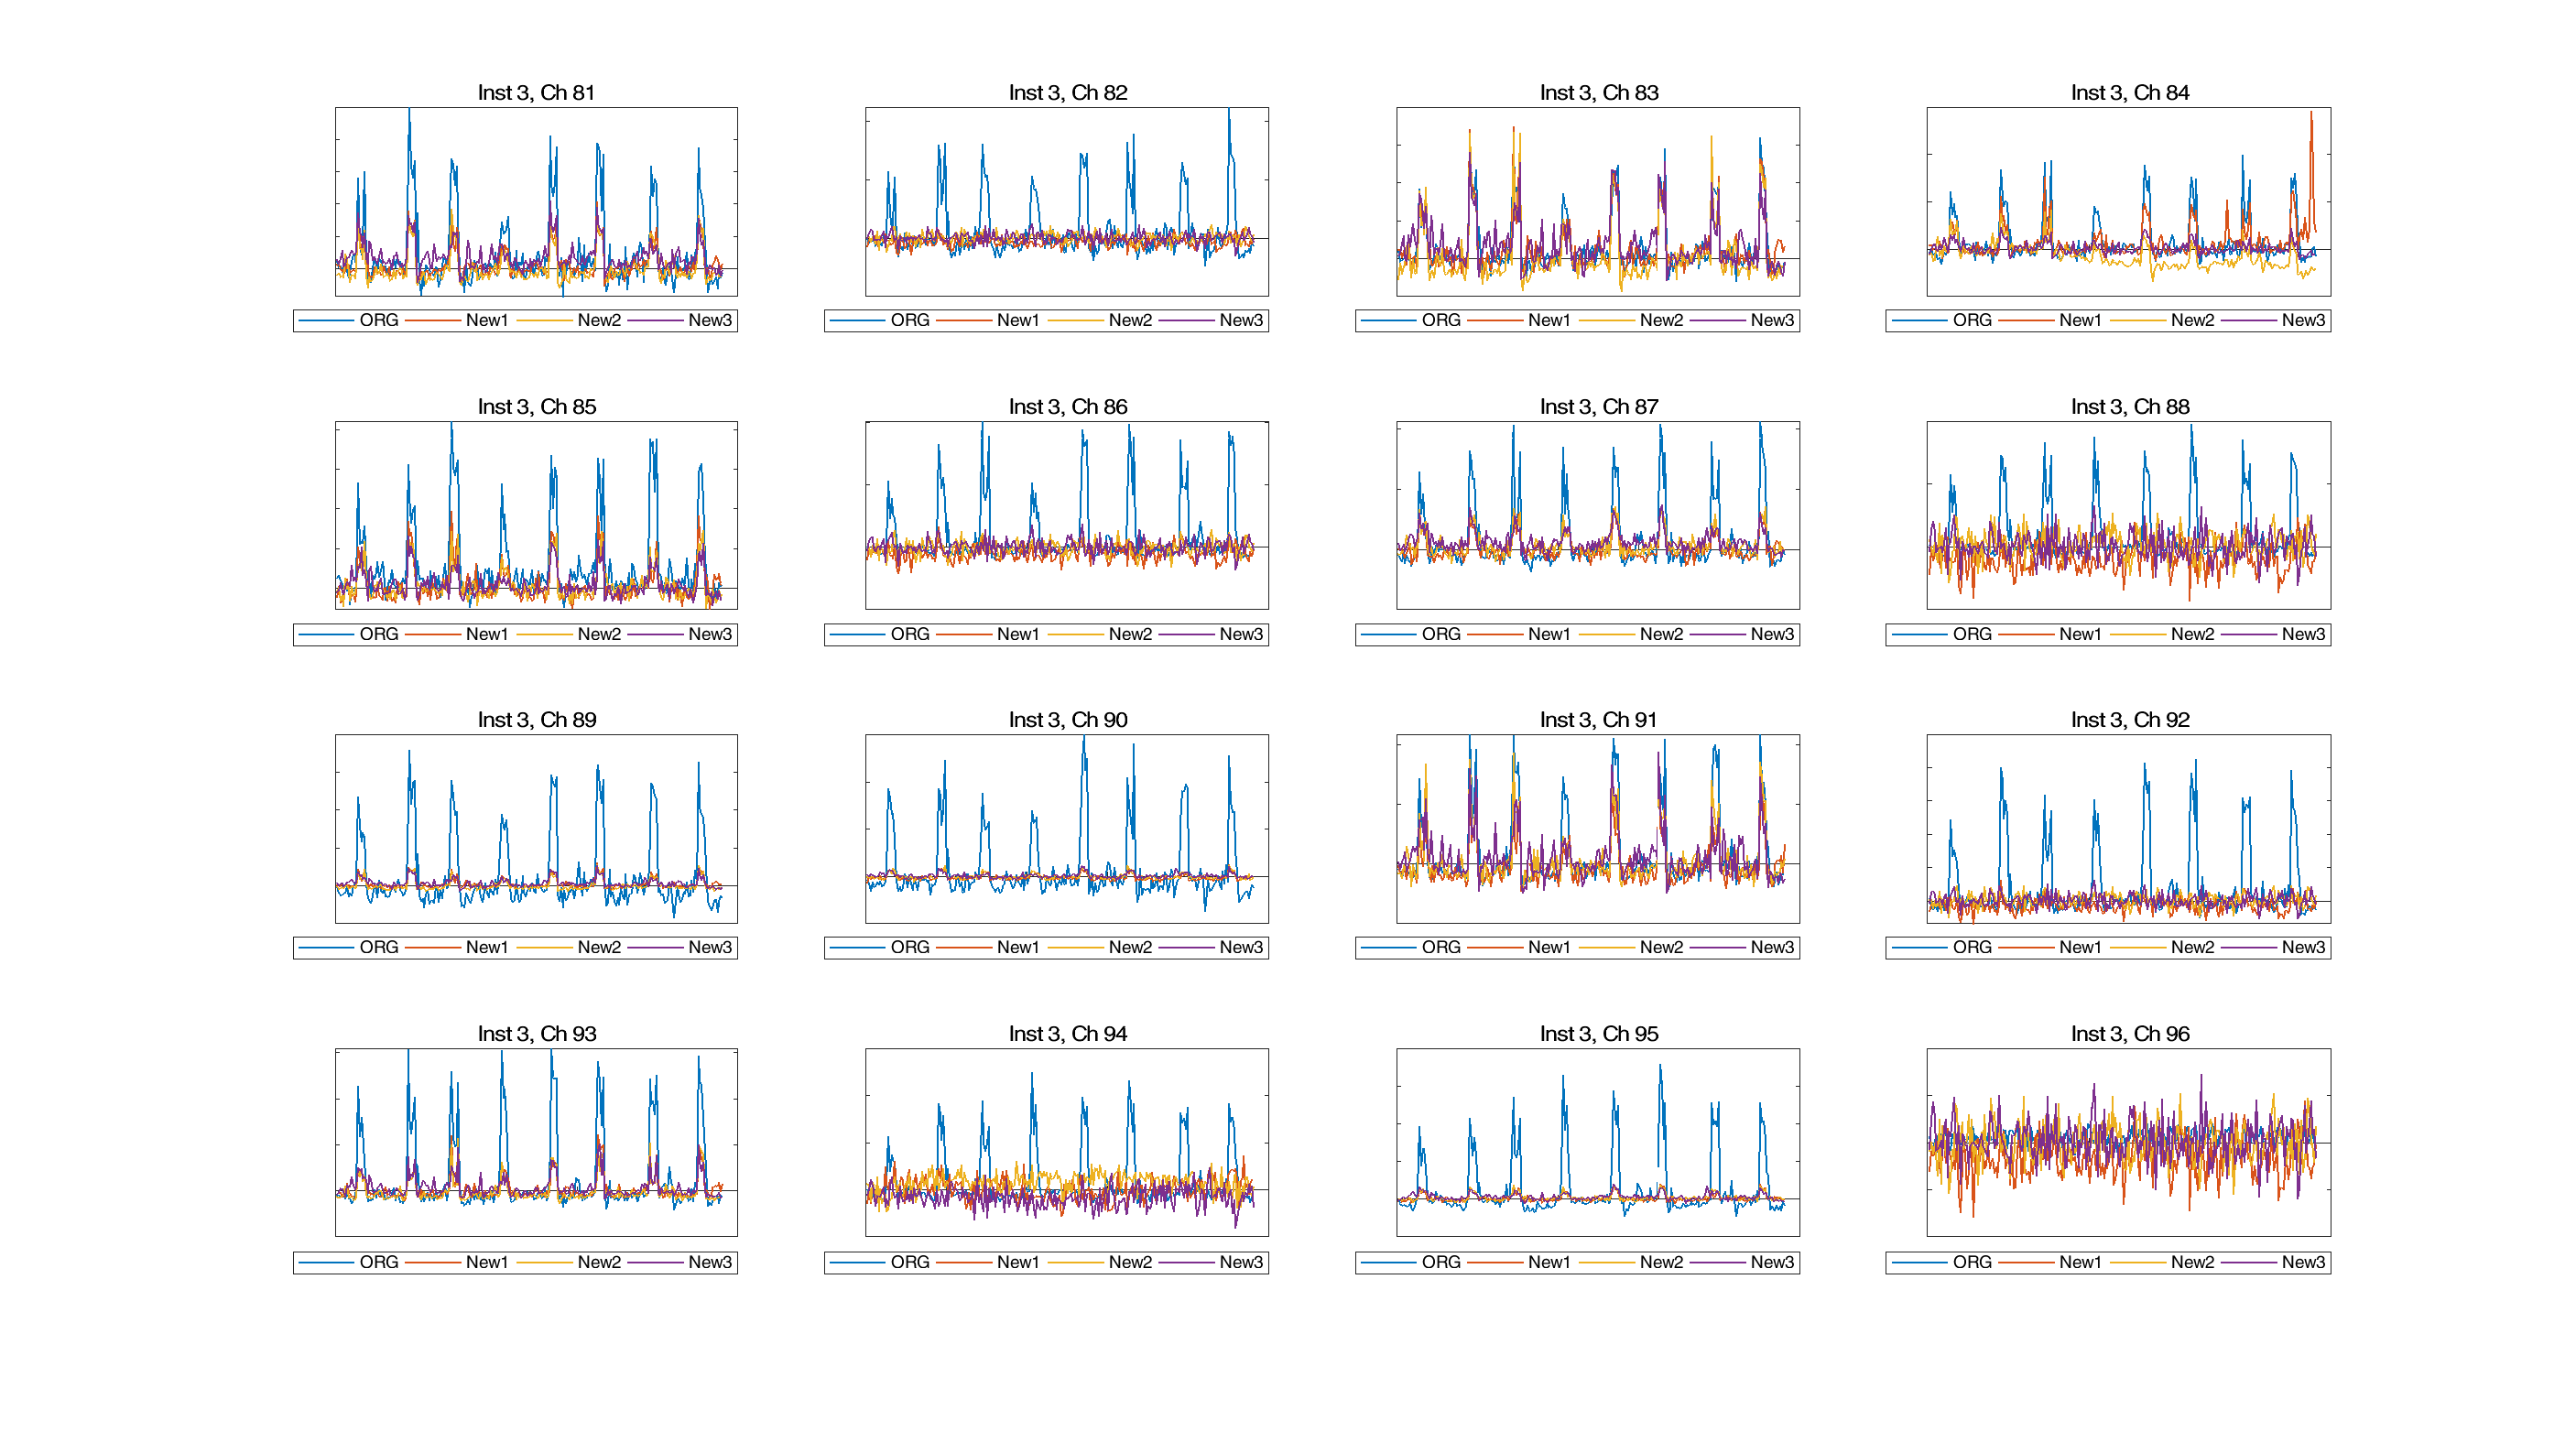 Inst 3, Ch 81
Inst 3, Ch 82
Inst 3, Ch 83
Inst 3, Ch 84
ORG New1 New2 New3
ORG New1 New2 New3
ORG New1 New2 New3
ORG New1 New2 New3
Inst 3, Ch 85
Inst 3, Ch 86
Inst 3, Ch 87
Inst 3, Ch 88
ORG New1 New2 New3
ORG New1 New2 New3
ORG New1 New2 New3
ORG New1 New2 New3
Inst 3, Ch 89
Inst 3, Ch 90
Inst 3, Ch 91
Inst 3, Ch 92
ORG New1 New2 New3
ORG New1 New2 New3
ORG New1 New2 New3
ORG New1 New2 New3
Inst 3, Ch 93
Inst 3, Ch 94
Inst 3, Ch 95
Inst 3, Ch 96
ORG New1 New2 New3
ORG New1 New2 New3
ORG New1 New2 New3
ORG New1 New2 New3